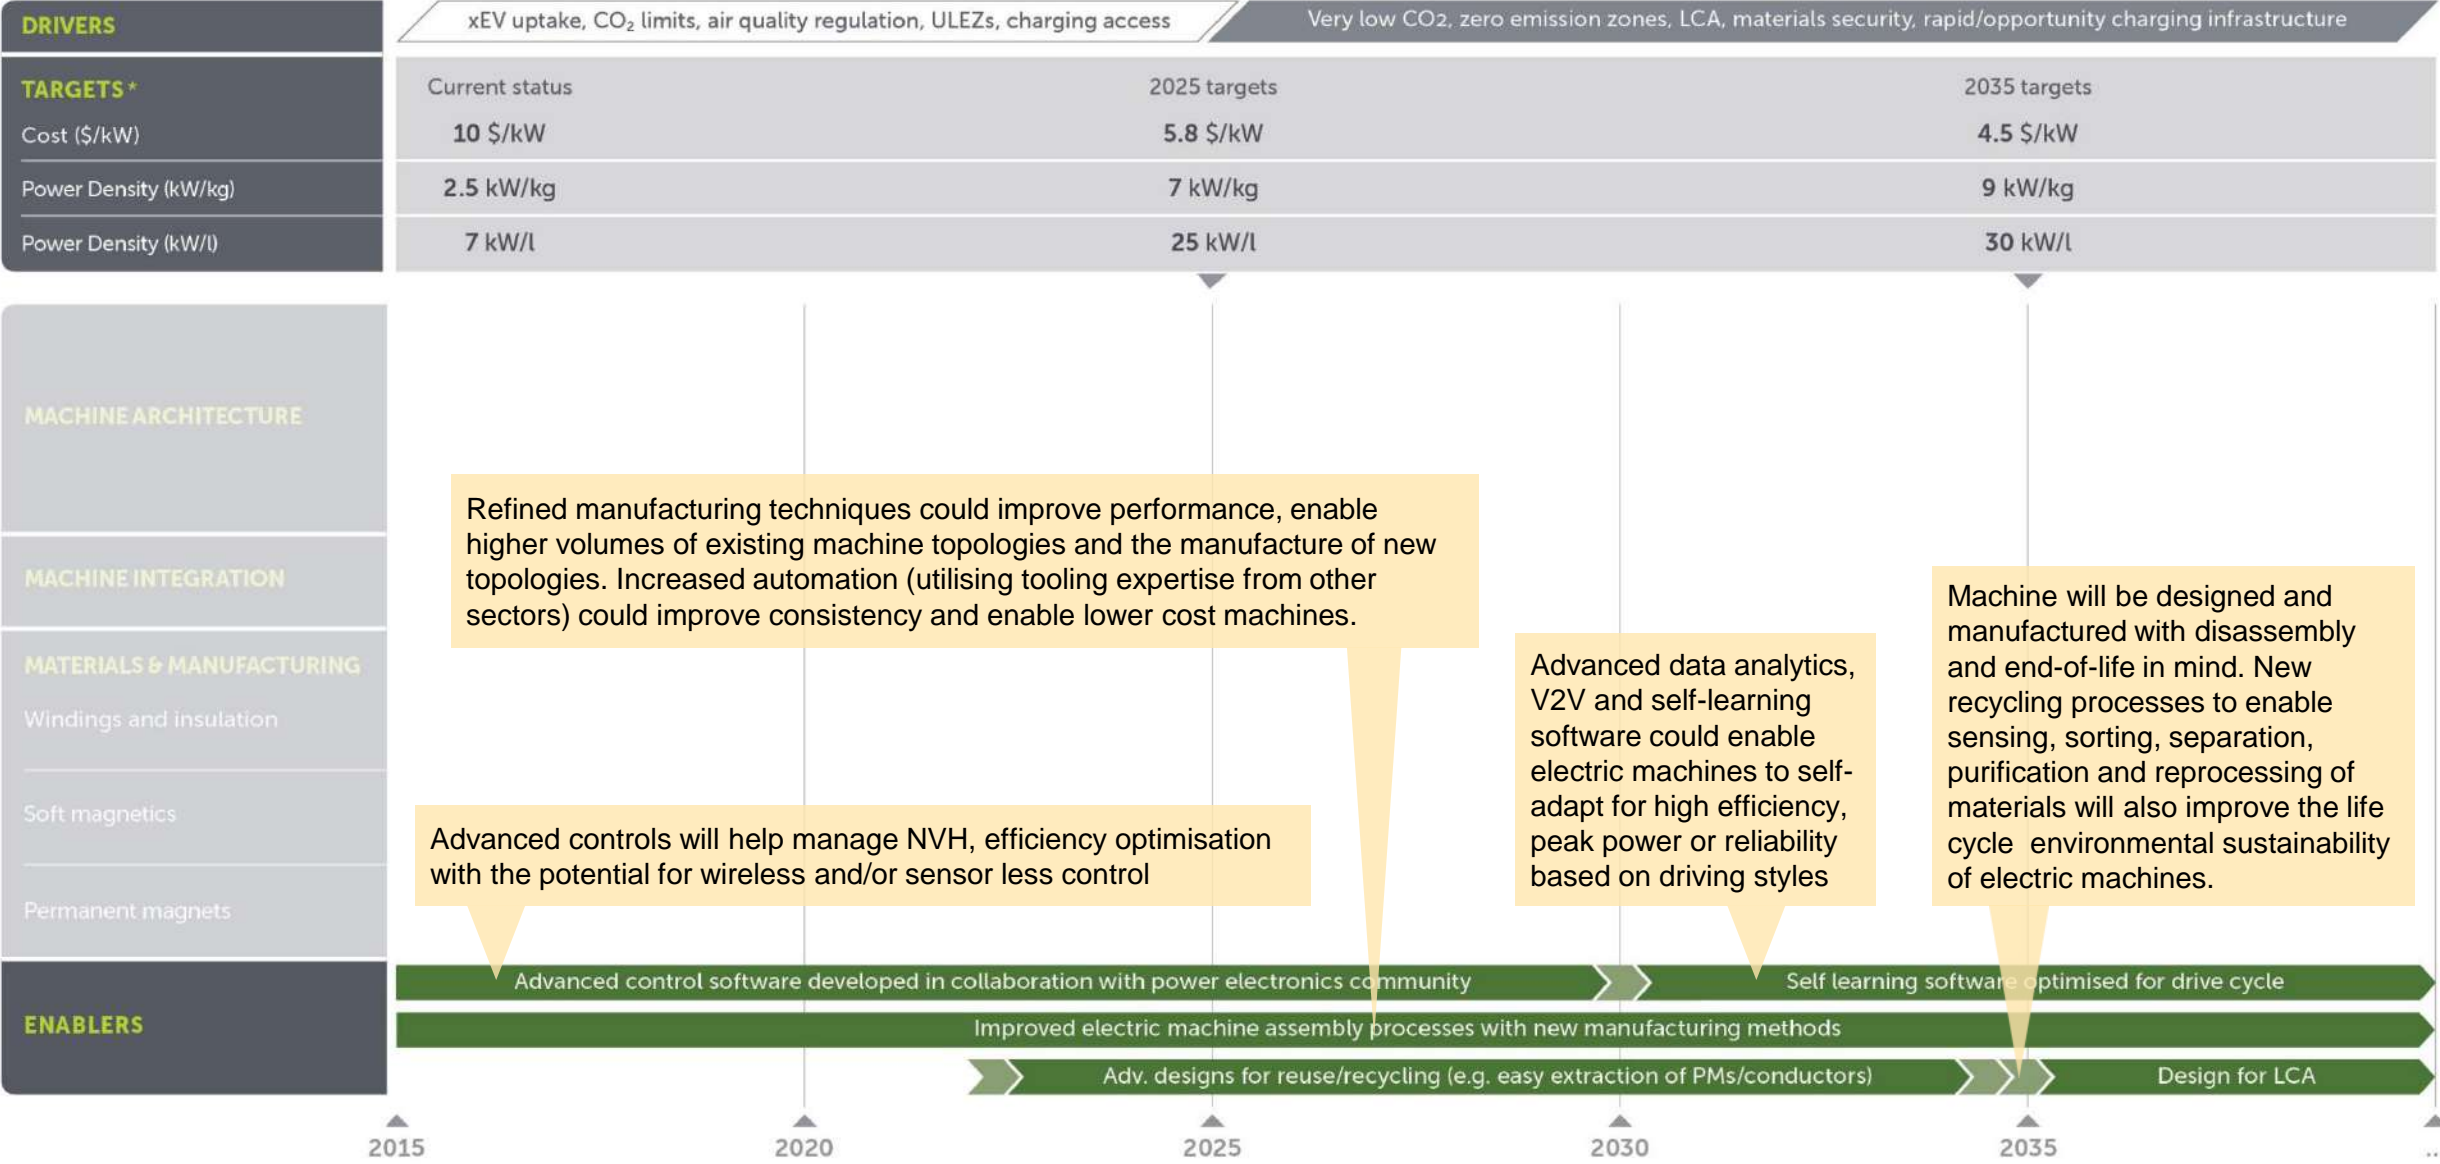 DRIVERS
xEV uptake, CO₂ limits, air quality regulation, ULEZs, charging access
Very low CO2, zero emission zones, LCA, materials security, rapid/opportunity charging infrastructure
TARGETS*
Current status
2025 targets
2035 targets
Cost ($/kW)
10 $/kW
5.8 $/kW
4.5 $/kW
Power Density (kW/kg)
2.5 kW/kg
7 kW/kg
9 kW/kg
Power Density (kW/l)
7 kW/l
25 kW/l
30 kW/l
MACHINE ARCHITECTURE
MACHINE INTEGRATION
MATERIALS & MANUFACTURING
Windings and insulation
Soft magnetics
Permanent magnets
Refined manufacturing techniques could improve performance, enable
higher volumes of existing machine topologies and the manufacture of new
topologies. Increased automation (utilising tooling expertise from other
sectors) could improve consistency and enable lower cost machines.
Advanced controls will help manage NVH, efficiency optimisation
with the potential for wireless and/or sensor less control
Advanced data analytics,
V2V and self-learning
software could enable
electric machines to self-
adapt for high efficiency,
peak power or reliability
based on driving styles
Machine will be designed and
manufactured with disassembly
and end-of-life in mind. New
recycling processes to enable
sensing, sorting, separation,
purification and reprocessing of
materials will also improve the life
cycle  environmental sustainability
of electric machines.
ENABLERS
Advanced control software developed in collaboration with power electronics community
Self learning software optimised for drive cycle
Improved electric machine assembly processes with new manufacturing methods
Adv. designs for reuse/recycling (e.g. easy extraction of PMs/conductors)
Design for LCA
2015
2020
2025
2030
2035
..